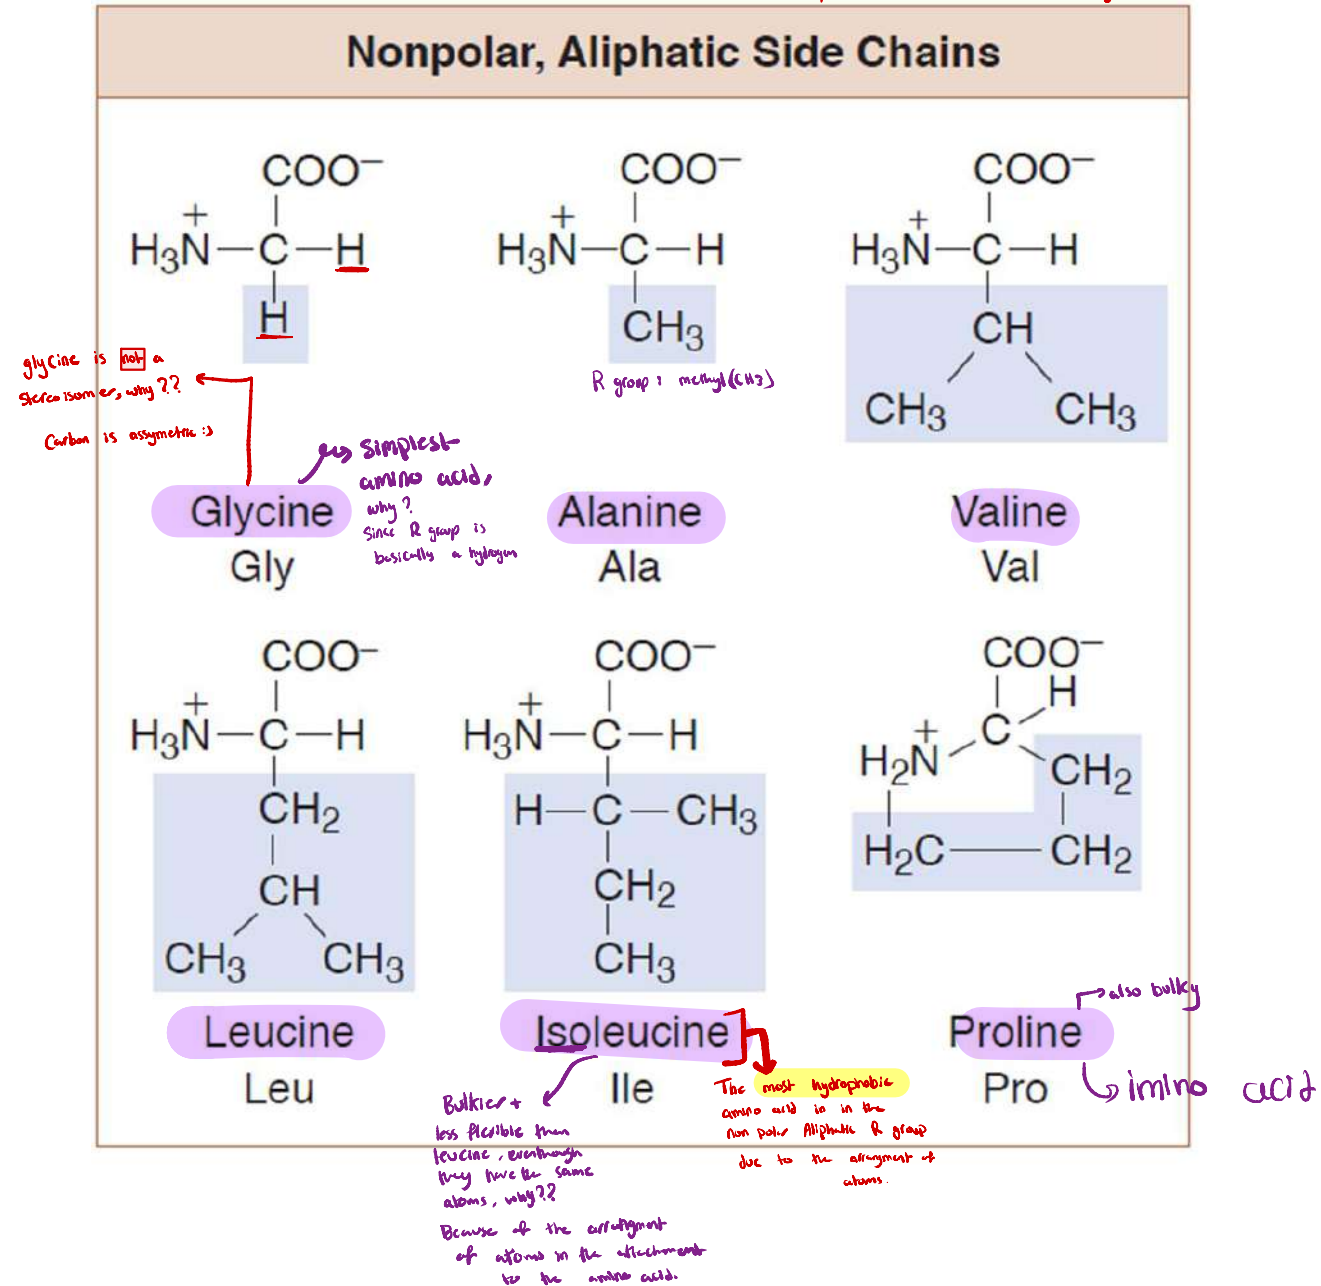 Nonpolar, Aliphatic Side Chains
COO−
+
H3N—C—H
H
COO−
+
H3N—C—H
CH3
COO−
+
H3N—C—H
CH
CH3 CH3
glycine is not a
stereoisomer, why??
Carbon is assymetric :)
R group : methyl (CH3)
simplest
amino acid,
why?
Since R group is
basically a hydrogen
Glycine
Gly
Alanine
Ala
Valine
Val
COO−
+
H3N—C—H
CH2
CH
CH3 CH3
COO−
+
H3N—C—H
H—C—CH3
CH2
CH3
COO−
H
+
C
H2N
CH2
H2C—CH2
Leucine
Leu
Isoleucine
Ile
also bulky
Proline
Pro
imino acid
The most hydrophobic
amino acid in in the
non polar Aliphatic R group
due to the arrangment of
atoms.
Bulkier +
less flexible than
leucine, eventhough
they have the same
atoms, why??
Because of the arrangment
of atoms in the attachment
to the amino acid.